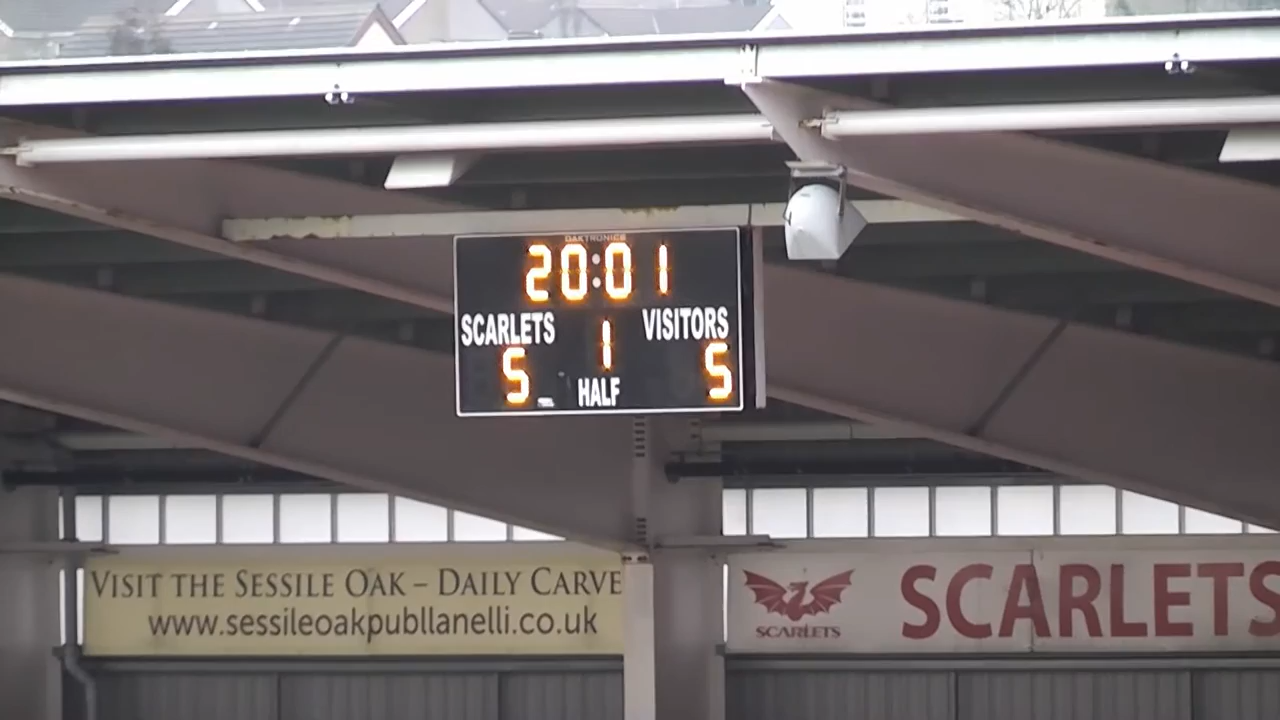 DAKTRONICS
20:01
SCARLETS 1 VISITORS
5 HALF 5
VISIT THE SESSILE OAK – DAILY CARVE
www.sessileoakpubllanelli.co.uk
SCARLETS
SCARLETS